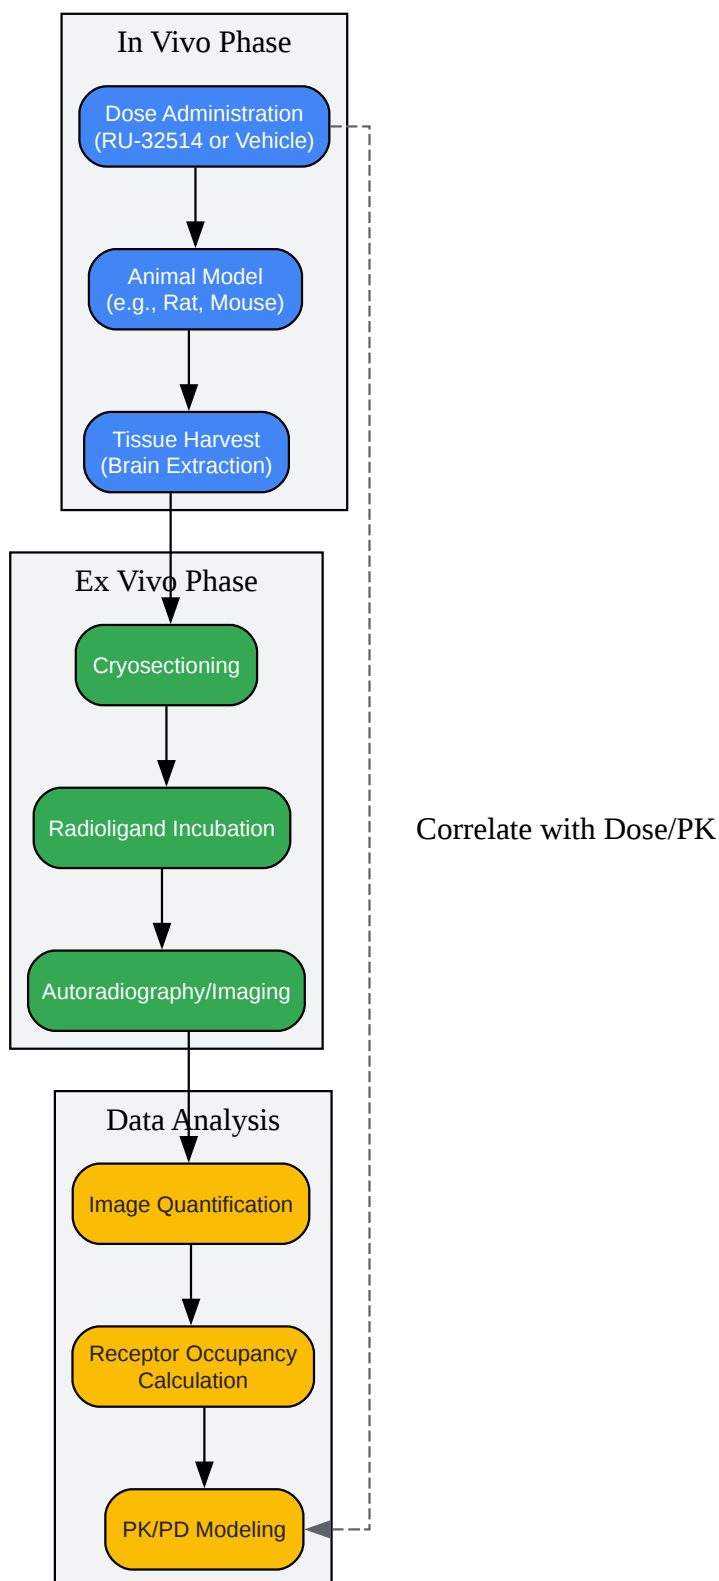 In Vivo Phase
Dose Administration
(RU-32514 or Vehicle)
Animal Model
(e.g., Rat, Mouse)
Tissue Harvest
(Brain Extraction)
Ex Vivo Phase
Cryosectioning
Radioligand Incubation
Correlate with Dose/PK
Autoradiography/Imaging
Data Analysis
Image Quantification
Receptor Occupancy
Calculation
PK/PD Modeling